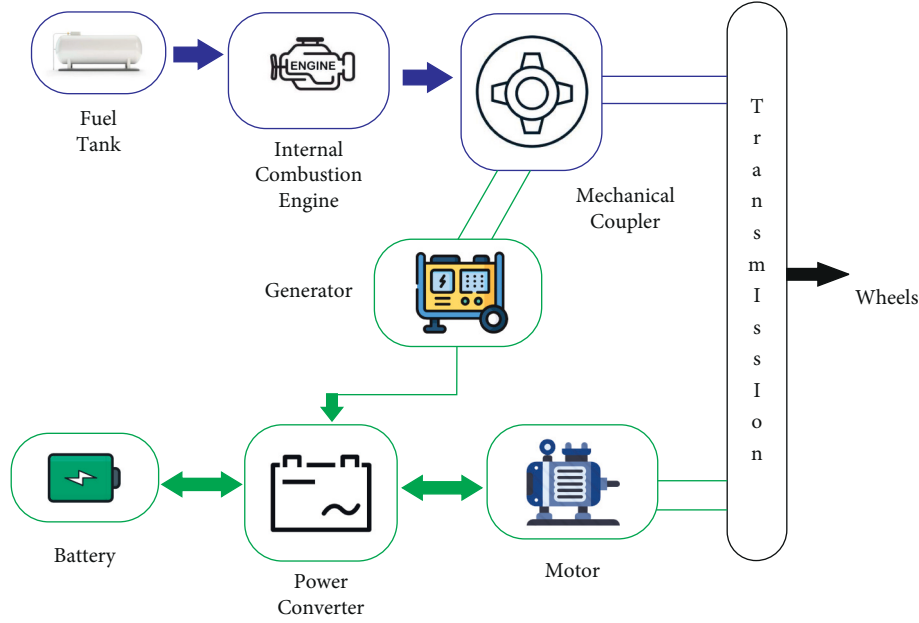 Fuel
Tank
ENGINE
Internal
Combustion
Engine
Mechanical
Coupler
Generator
T
r
a
n
s
m
I
s
s
I
o
n
Wheels
Battery
Power
Converter
Motor